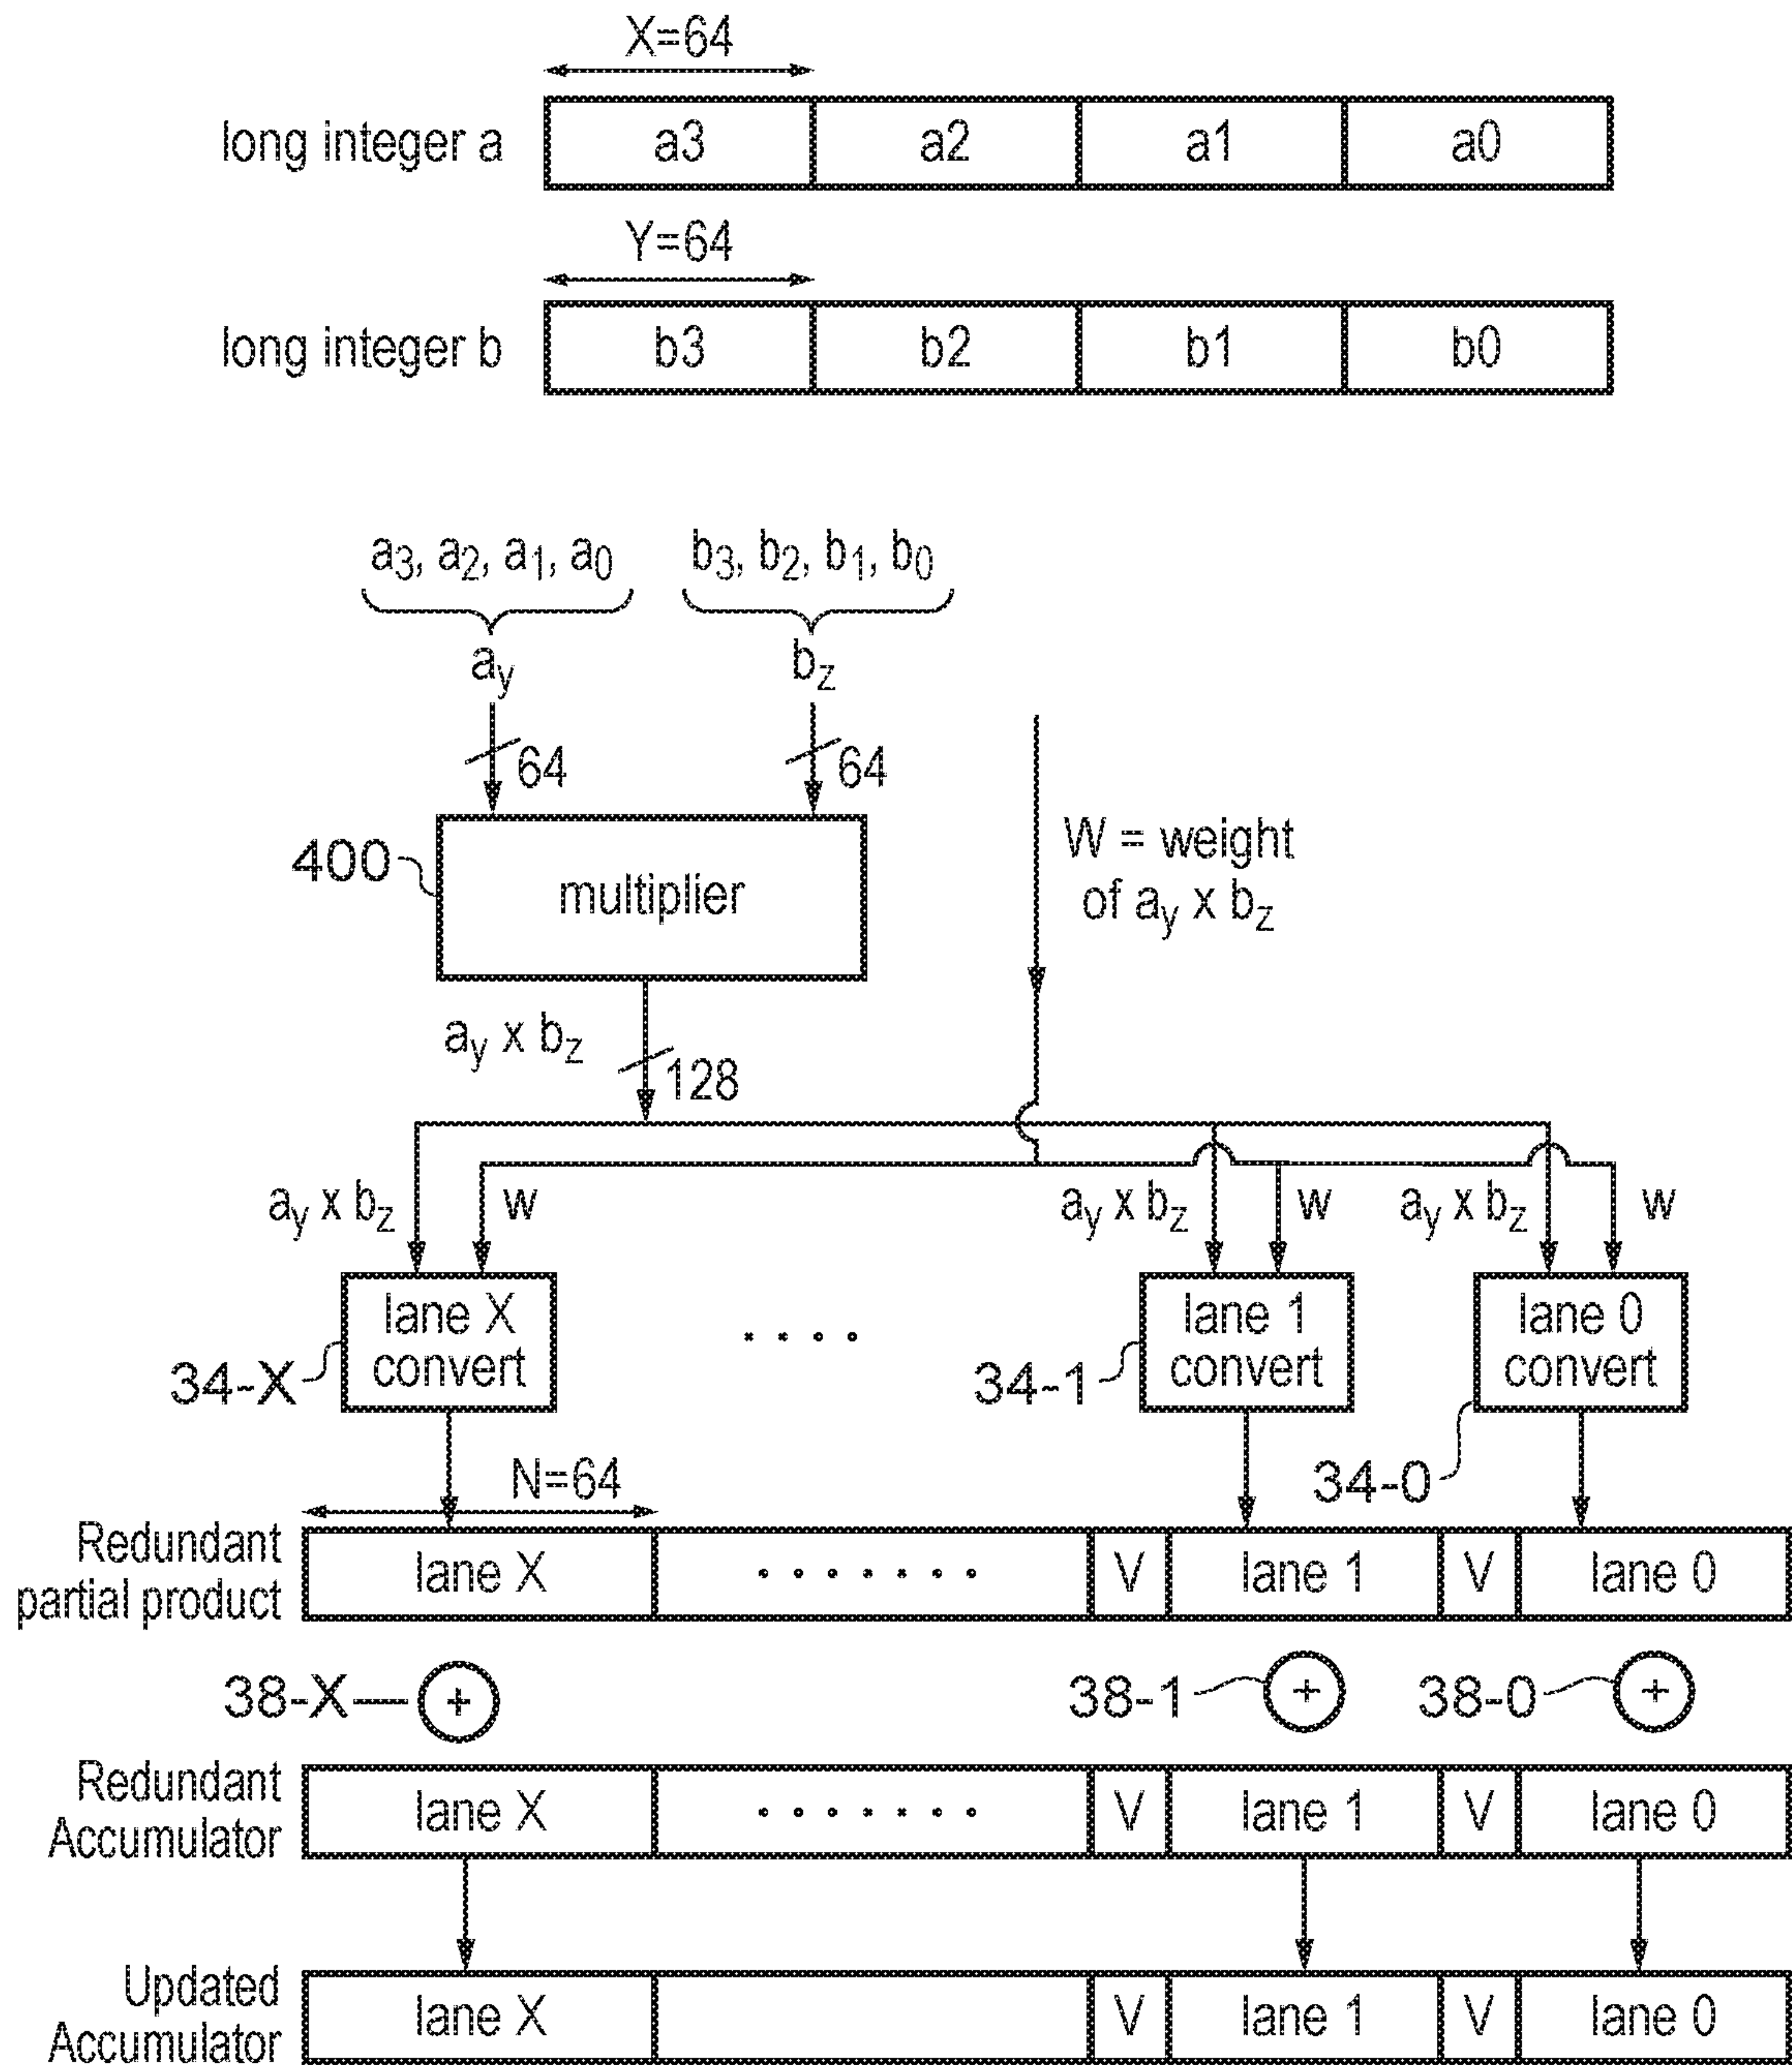 X=64
long integer a a3 a2 a1 a0
Y=64
long integer b b3 b2 b1 b0
a3, a2, a1, a0 b3, b2, b1, b0
ay bz
64 64
400 multiplier
W = weight
of ay x bz
ay x bz
128
ay x bz w ay x bz w ay x bz w
lane X
convert
34-X
lane 1
convert
34-1
lane 0
convert
34-0
N=64
Redundant
partial product
lane X V lane 1 V lane 0
38-X + 38-1 + 38-0 +
Redundant
Accumulator
lane X V lane 1 V lane 0
Updated
Accumulator
lane X V lane 1 V lane 0